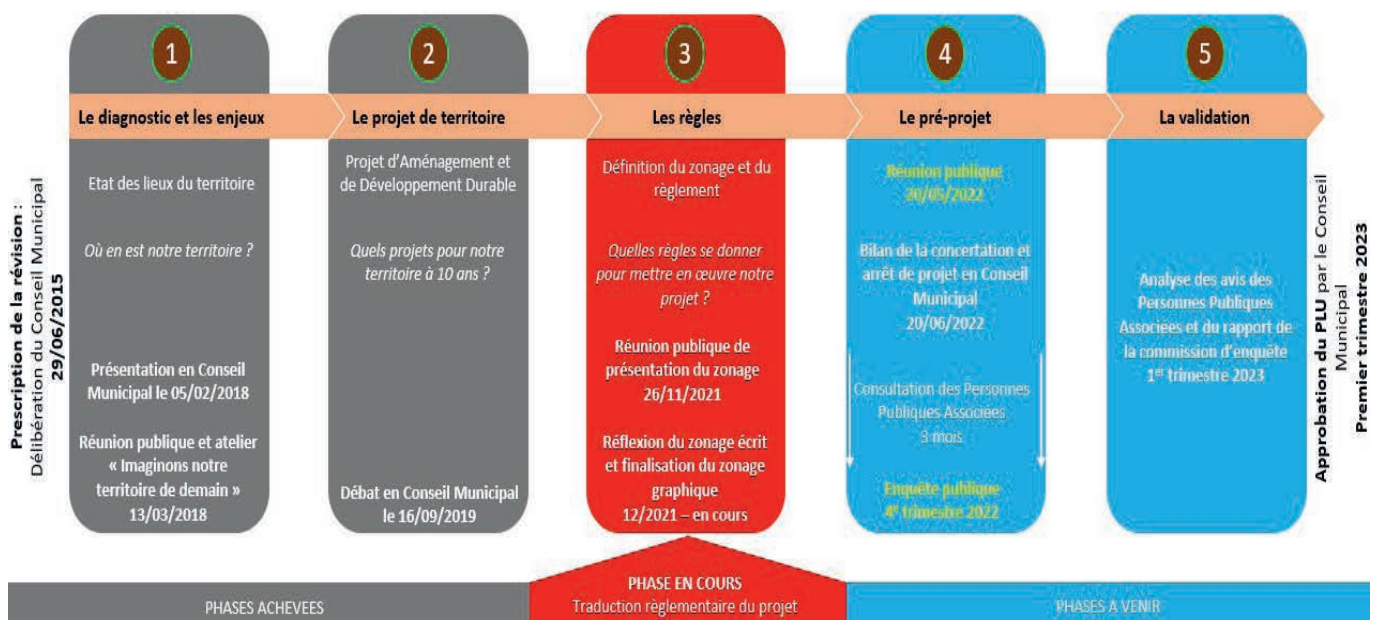 Prescription de la révision :
Délibération du Conseil Municipal
29/06/2015
1
Le diagnostic et les enjeux
Etat des lieux du territoire
Où en est notre territoire ?
Présentation en Conseil
Municipal le 05/02/2018
Réunion publique et atelier
« Imaginons notre
territoire de demain »
13/03/2018
2
Le projet de territoire
Projet d’Aménagement et
de Développement Durable
Quels projets pour notre
territoire à 10 ans ?
Débat en Conseil Municipal
le 16/09/2019
3
Les règles
Définition du zonage et du
règlement
Quelles règles se donner
pour mettre en œuvre notre
projet ?
Réunion publique de
présentation du zonage
26/11/2021
Réflexion du zonage écrit
et finalisation du zonage
graphique
12/2021 – en cours
4
Le pré-projet
Réunion publique
20/05/2022
Bilan de la concertation et
arrêt de projet en Conseil
Municipal
20/06/2022
Consultation des Personnes
Publiques Associées
3 mois
Enquête publique
4e trimestre 2022
5
La validation
Analyse des avis des
Personnes Publiques
Associées et du rapport de
la commission d’enquête
1er trimestre 2023
Approbation du PLU par le Conseil
Municipal
Premier trimestre 2023
PHASES ACHEVEES
PHASE EN COURS
Traduction règlementaire du projet
PHASES A VENIR